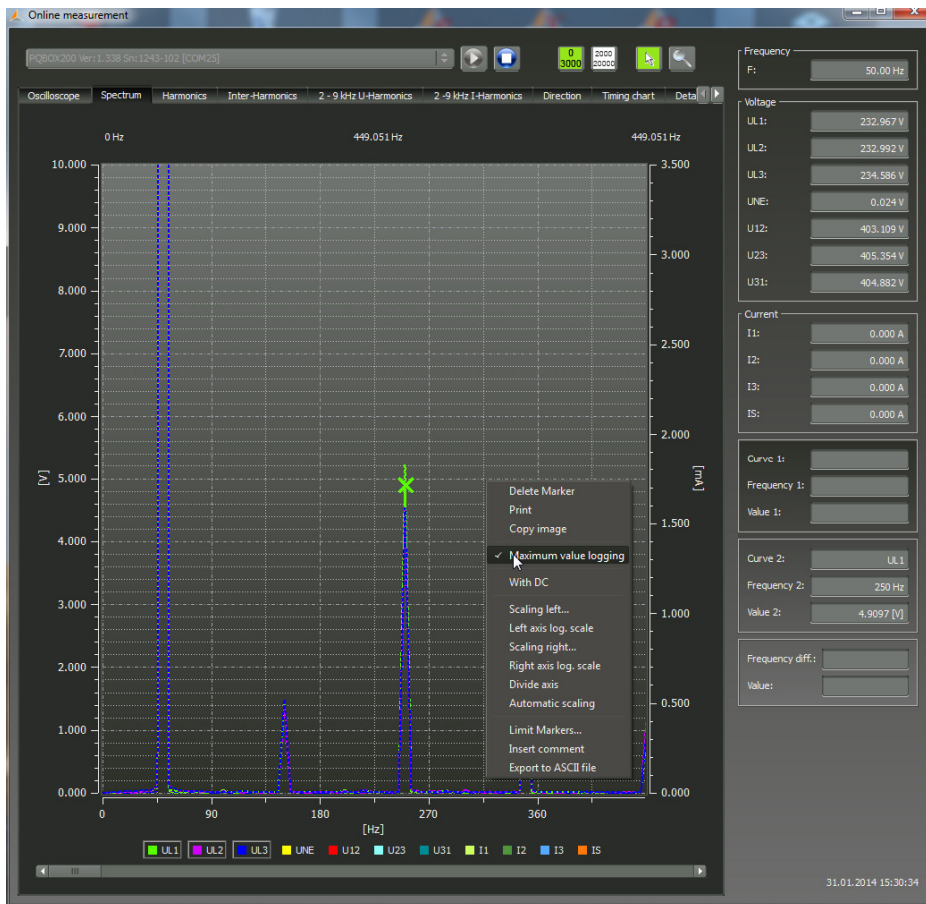 Online measurement
PQBOX200 Ver:1.338 Sn:1243-102 [COM25]
0
3000
2000
20000
Oscilloscope Spectrum Harmonics Inter-Harmonics 2 - 9 kHz U-Harmonics 2 -9 kHz I-Harmonics Direction Timing chart Deta
0 Hz 449.051 Hz 449.051 Hz
10.000
9.000
8.000
7.000
6.000
5.000
4.000
3.000
2.000
1.000
0.000
[V]
3.500
3.000
2.500
2.000
1.500
1.000
0.500
0.000
[mA]
0 90 180 270 360
[Hz]
UL1 UL2 UL3 UNE U12 U23 U31 I1 I2 I3 IS
Delete Marker
Print
Copy image
Maximum value logging
With DC
Scaling left...
Left axis log. scale
Scaling right...
Right axis log. scale
Divide axis
Automatic scaling
Limit Markers...
Insert comment
Export to ASCII file
Frequency
F: 50.00 Hz
Voltage
UL1: 232.967 V
UL2: 232.992 V
UL3: 234.586 V
UNE: 0.024 V
U12: 403.109 V
U23: 405.354 V
U31: 404.882 V
Current
I1: 0.000 A
I2: 0.000 A
I3: 0.000 A
IS: 0.000 A
Curve 1:
Frequency 1:
Value 1:
Curve 2: UL1
Frequency 2: 250 Hz
Value 2: 4.9097 [V]
Frequency diff.:
Value:
31.01.2014 15:30:34